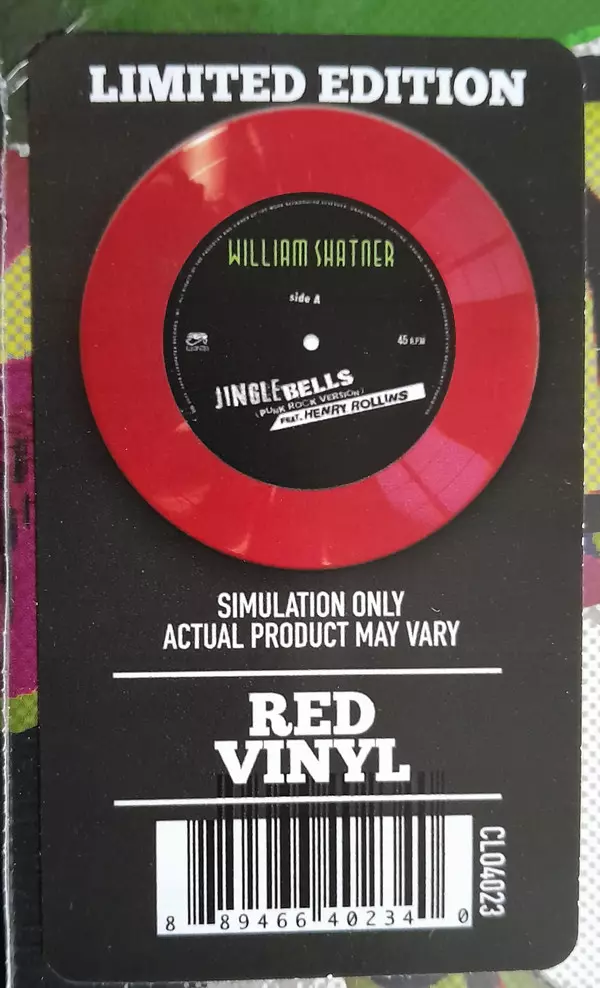 LIMITED EDITION
WILLIAM SHATNER
side A
45 R.P.M
JINGLE BELLS
(PUNK ROCK VERSION)
FEAT. HENRY ROLLINS
SIMULATION ONLY
ACTUAL PRODUCT MAY VARY
RED
VINYL
CLO4023
8 89466 40234 0